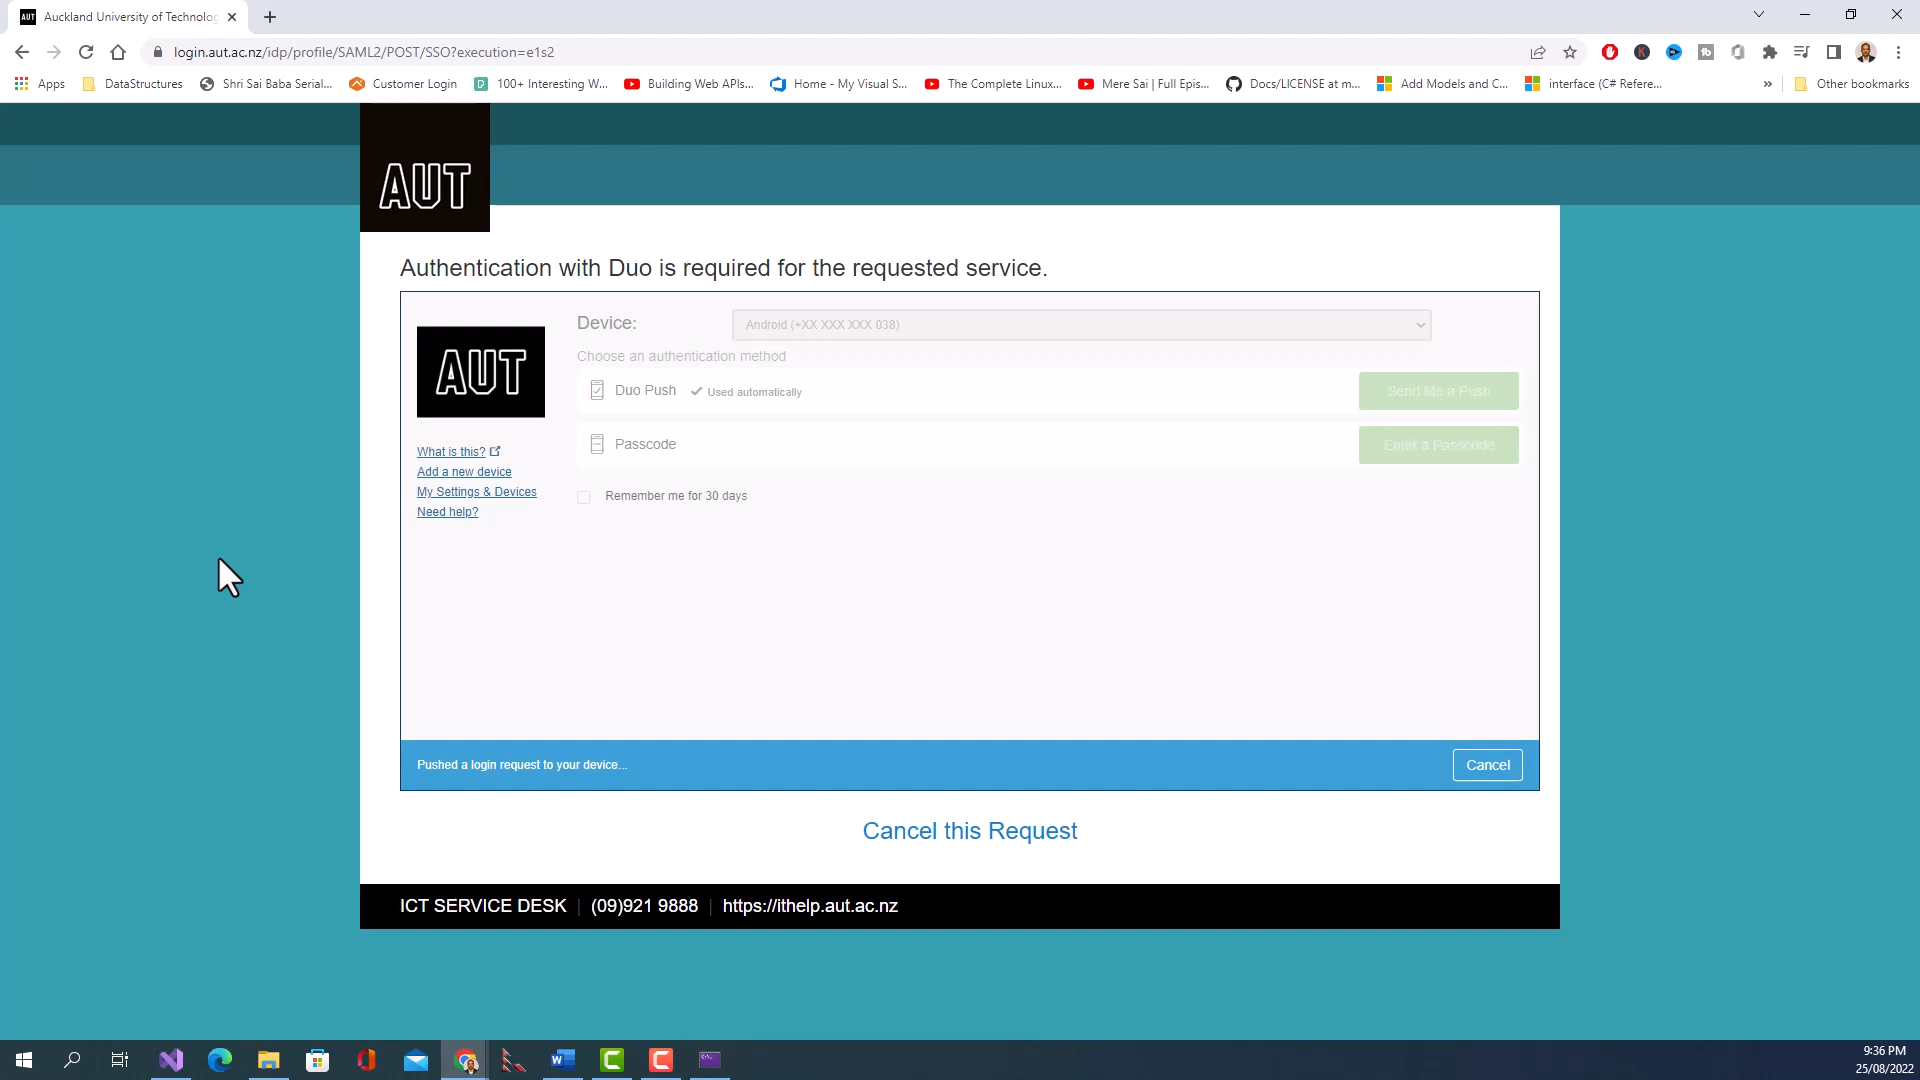 AUT Auckland University of Technolog
login.aut.ac.nz/idp/profile/SAML2/POST/SSO?execution=e1s2
Apps DataStructures Shri Sai Baba Serial... Customer Login 100+ Interesting W... Building Web APIs... Home - My Visual S... The Complete Linux... Mere Sai | Full Epis... Docs/LICENSE at m... Add Models and C... interface (C# Refere... » Other bookmarks
AUT
Authentication with Duo is required for the requested service.
AUT
What is this?
Add a new device
My Settings & Devices
Need help?
Device: Android (+XX XXX XXX 038)
Choose an authentication method
Duo Push Used automatically Send Me a Push
Passcode Enter a Passcode
Remember me for 30 days
Pushed a login request to your device... Cancel
Cancel this Request
ICT SERVICE DESK | (09)921 9888 | https://ithelp.aut.ac.nz
9:36 PM
25/08/2022